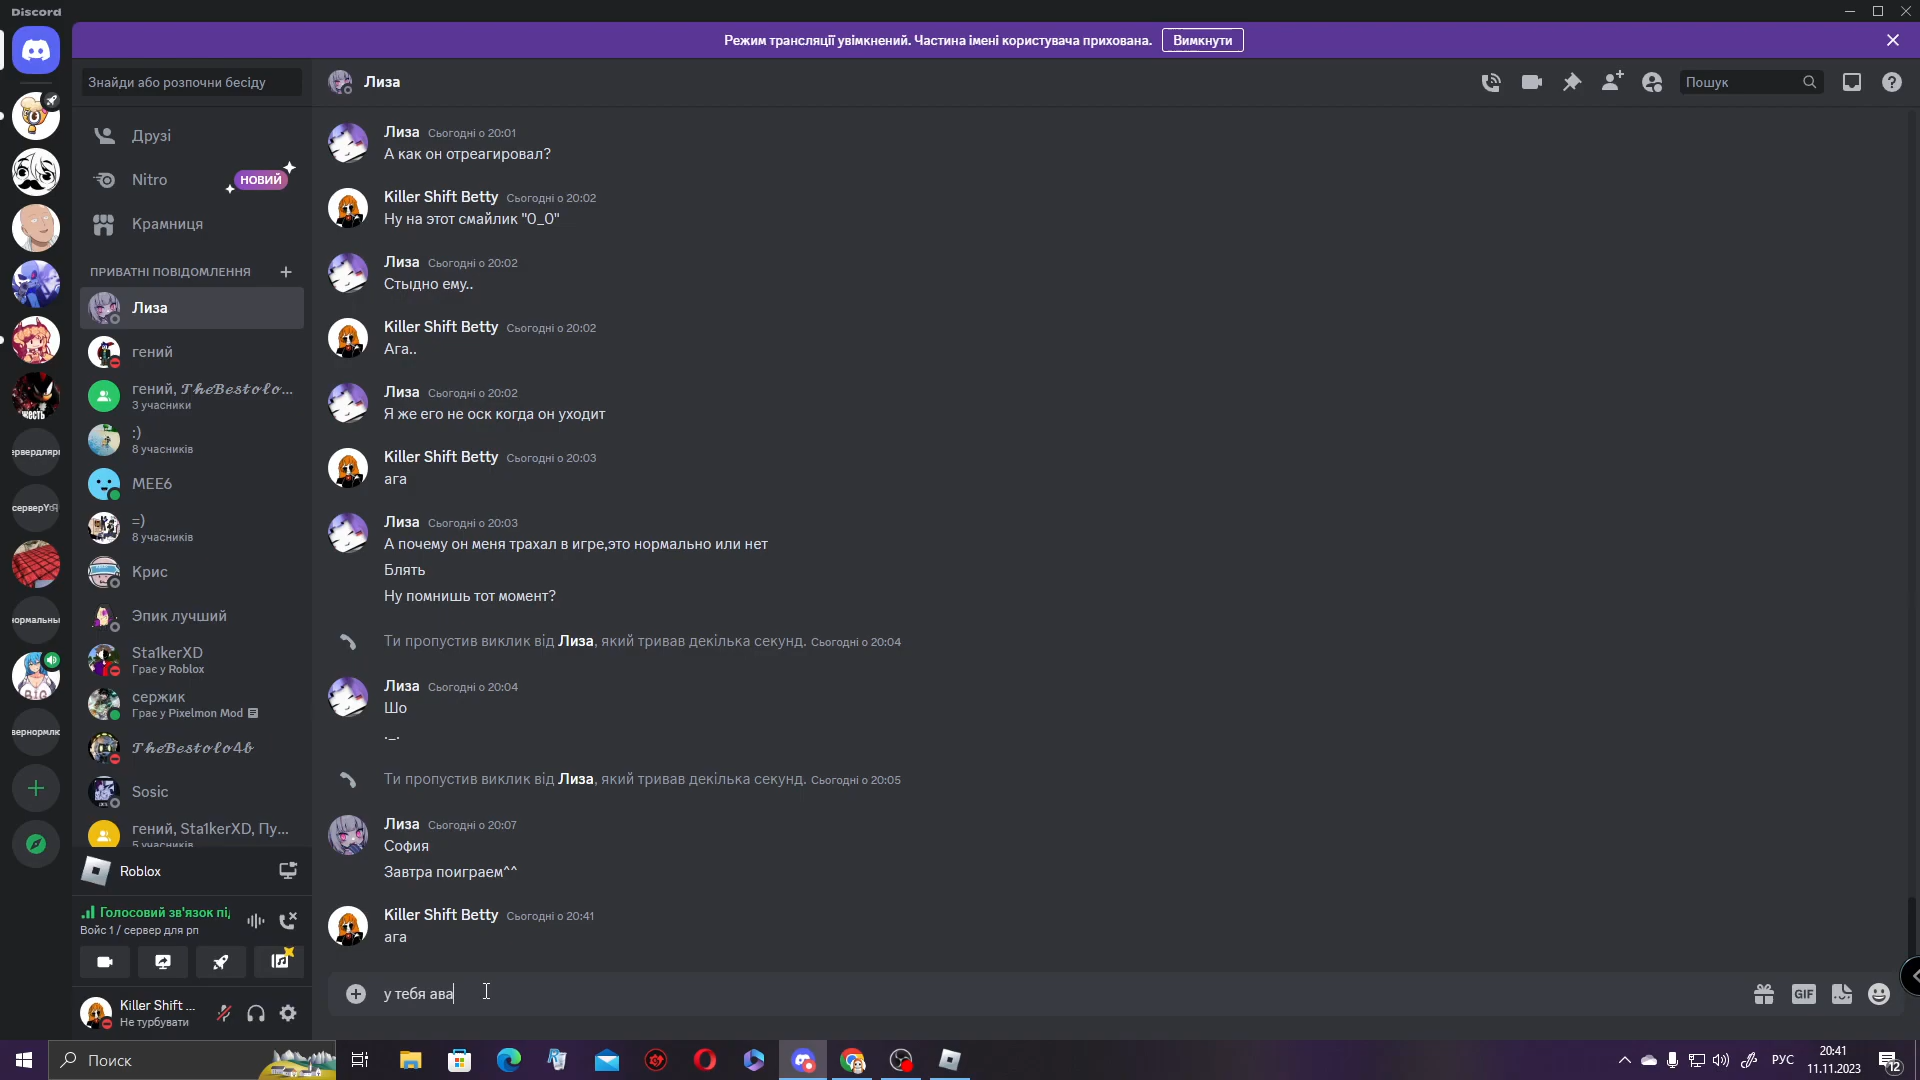 Discord
Режим трансляції увімкнений. Частина імені користувача прихована.
Вимкнути
Знайди або розпочни бесіду
Лиза
Пошук
Друзі
Nitro
НОВИЙ
Крамниця
ПРИВАТНІ ПОВІДОМЛЕННЯ
Лиза
гений
гений, 𝓣𝓱𝓮𝓑𝓮𝓼𝓽𝓸𝓵𝓸...
3 учасники
:)
8 учасників
MEE6
=)
8 учасників
Крис
Эпик лучший
Sta1kerXD
Грає у Roblox
сержик
Грає у Pixelmon Mod
𝓣𝓱𝓮𝓑𝓮𝓼𝓽𝓸𝓵𝓸4𝓫
Sosic
гений, Sta1kerXD, Пу...
5 учасників
Roblox
Голосовий зв'язок пі
Войс 1 / сервер для рп
Killer Shift ...
Не турбувати
жесть
серверYoЯ
Лиза Сьогодні о 20:01
А как он отреагировал?
Killer Shift Betty Сьогодні о 20:02
Ну на этот смайлик "0_0"
Лиза Сьогодні о 20:02
Стыдно ему..
Killer Shift Betty Сьогодні о 20:02
Ага..
Лиза Сьогодні о 20:02
Я же его не оск когда он уходит
Killer Shift Betty Сьогодні о 20:03
ага
Лиза Сьогодні о 20:03
А почему он меня трахал в игре,это нормально или нет
Блять
Ну помнишь тот момент?
Ти пропустив виклик від Лиза, який тривав декілька секунд. Сьогодні о 20:04
Лиза Сьогодні о 20:04
Шо
._.
Ти пропустив виклик від Лиза, який тривав декілька секунд. Сьогодні о 20:05
Лиза Сьогодні о 20:07
София
Завтра поиграем^^
Killer Shift Betty Сьогодні о 20:41
ага
у тебя ава
GIF
Поиск
РУС
20:41
11.11.2023
12